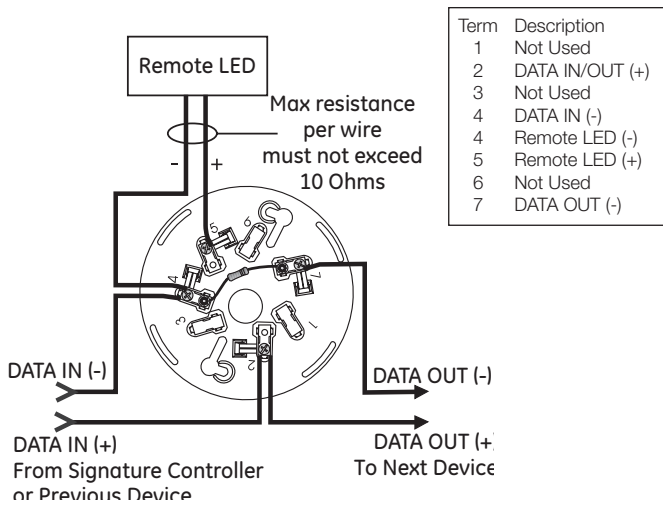 Remote LED
Max resistance
per wire
must not exceed
10 Ohms
- +
5
6
4
7
3
1
2
DATA IN (-)
DATA IN (+)
From Signature Controller
or Previous Device
DATA OUT (-)
DATA OUT (+
To Next Device
Term Description
1 Not Used
2 DATA IN/OUT (+)
3 Not Used
4 DATA IN (-)
4 Remote LED (-)
5 Remote LED (+)
6 Not Used
7 DATA OUT (-)